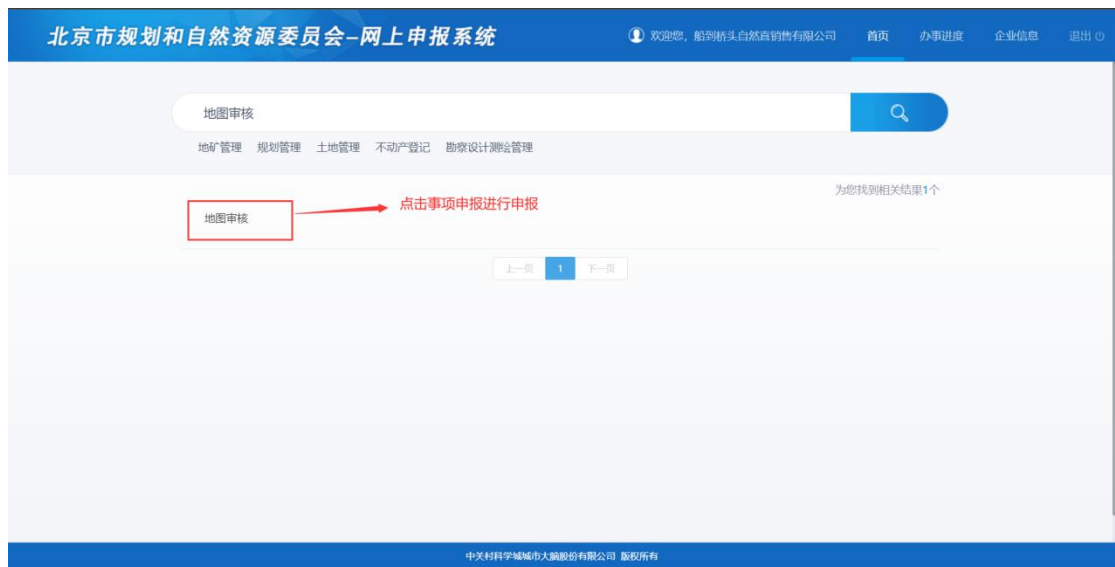 北京市规划和自然资源委员会-网上申报系统
欢迎您，船到桥头自然直销售有限公司 首页 办事进度 企业信息 退出
地图审核
地矿管理 规划管理 土地管理 不动产登记 勘察设计测绘管理
为您找到相关结果1个
点击事项申报进行申报
地图审核
上一页 1 下一页
中关村科学城城市大脑股份有限公司 版权所有